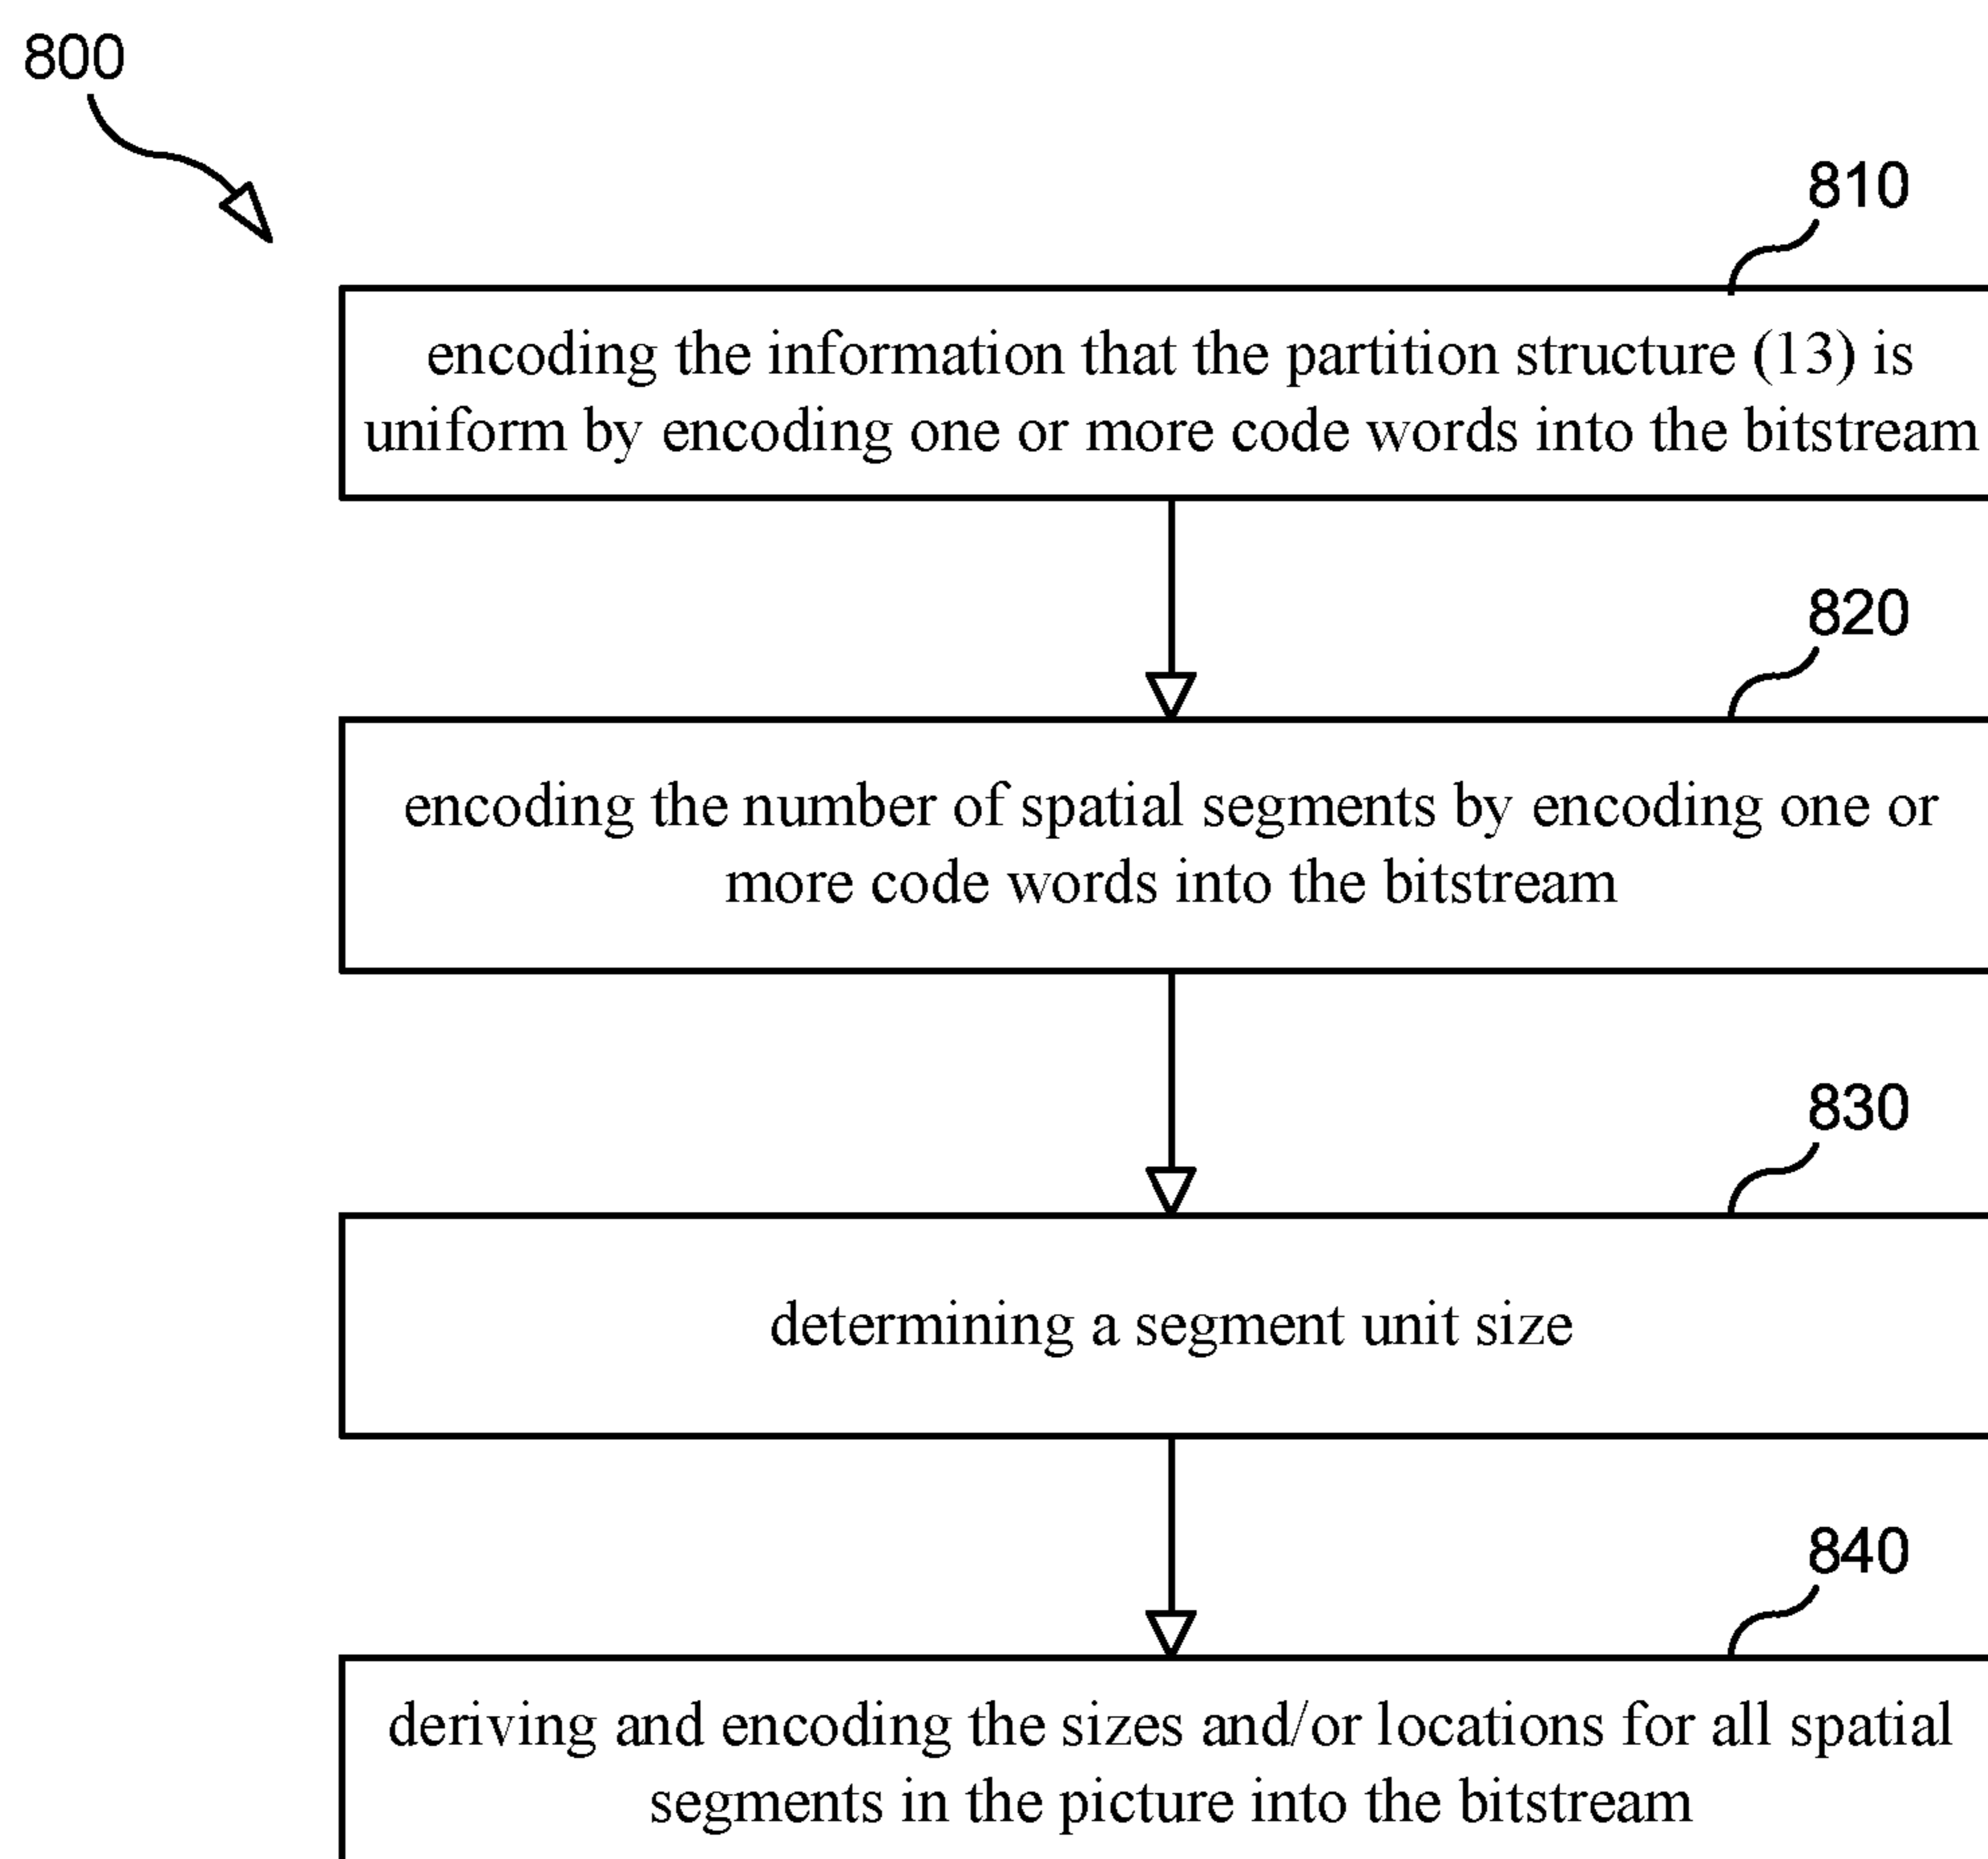 800
810
encoding the information that the partition structure (13) is
uniform by encoding one or more code words into the bitstream
820
encoding the number of spatial segments by encoding one or
more code words into the bitstream
830
determining a segment unit size
840
deriving and encoding the sizes and/or locations for all spatial
segments in the picture into the bitstream